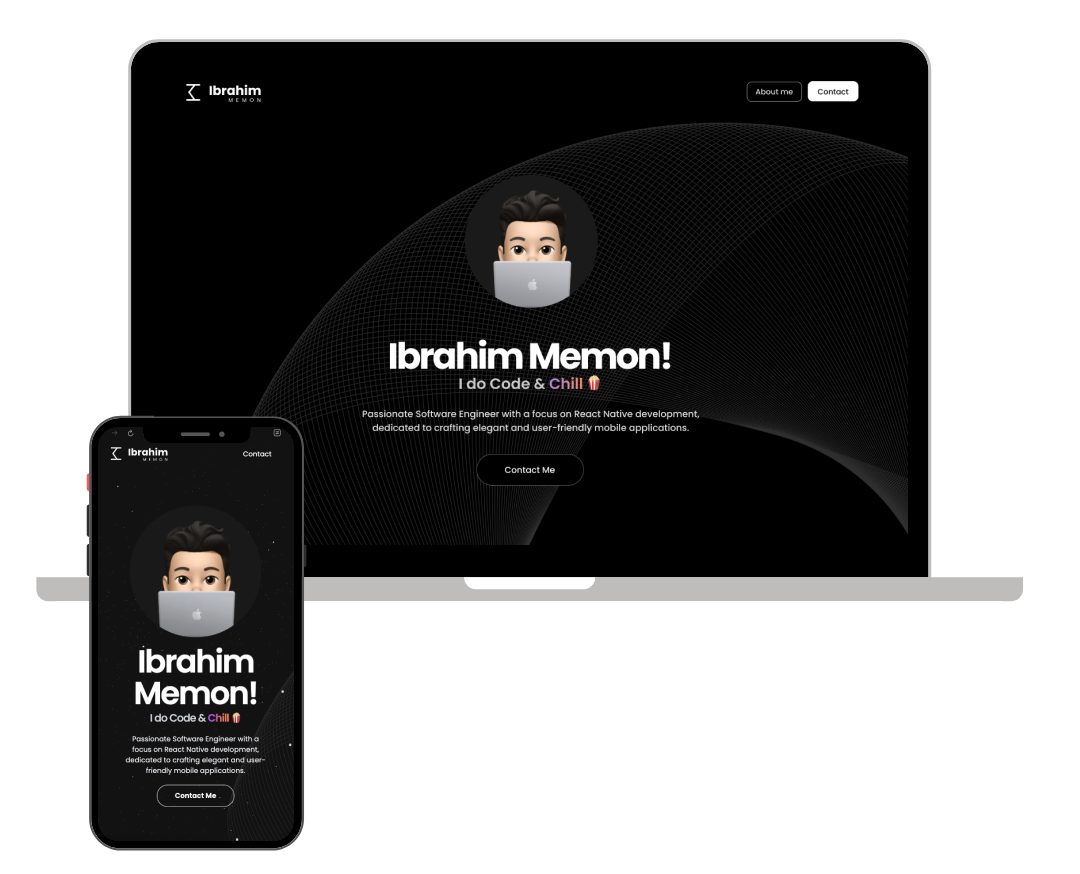 Ibrahim
MEMON
About me
Contact
Ibrahim Memon!
I do Code & Chill 🍿
Passionate Software Engineer with a focus on React Native development,
dedicated to crafting elegant and user-friendly mobile applications.
Contact Me
Ibrahim
MEMON
Contact
Ibrahim
Memon!
I do Code & Chill 🍿
Passionate Software Engineer with a
focus on React Native development,
dedicated to crafting elegant and user-
friendly mobile applications.
Contact Me